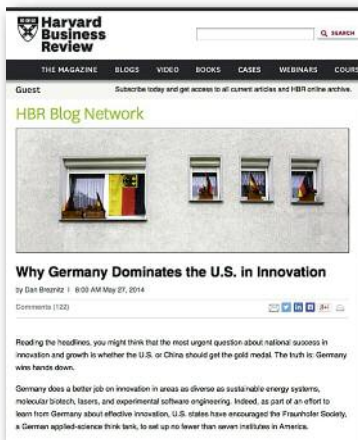 Harvard
Business
Review
SEARCH
THE MAGAZINE BLOGS VIDEO BOOKS CASES WEBINARS COURS
Guest Subscribe today and get access to all current articles and HBR online archive.
HBR Blog Network
Why Germany Dominates the U.S. in Innovation
by Dan Breznitz | 8:00 AM May 27, 2014
Comments (122)
Reading the headlines, you might think that the most urgent question about national success in
innovation and growth is whether the U.S. or China should get the gold medal. The truth is: Germany
wins hands down.
Germany does a better job on innovation in areas as diverse as sustainable energy systems,
molecular biotech, lasers, and experimental software engineering. Indeed, as part of an effort to
learn from Germany about effective innovation, U.S. states have encouraged the Fraunhofer Society,
a German applied-science think tank, to set up no fewer than seven institutes in America.